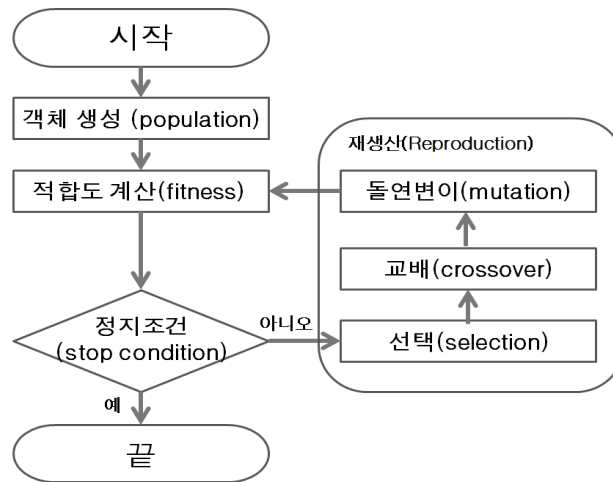 시작
객체 생성 (population)
재생산(Reproduction)
적합도 계산(fitness)
돌연변이(mutation)
교배(crossover)
정지조건
(stop condition)
아니오
선택(selection)
예
끝